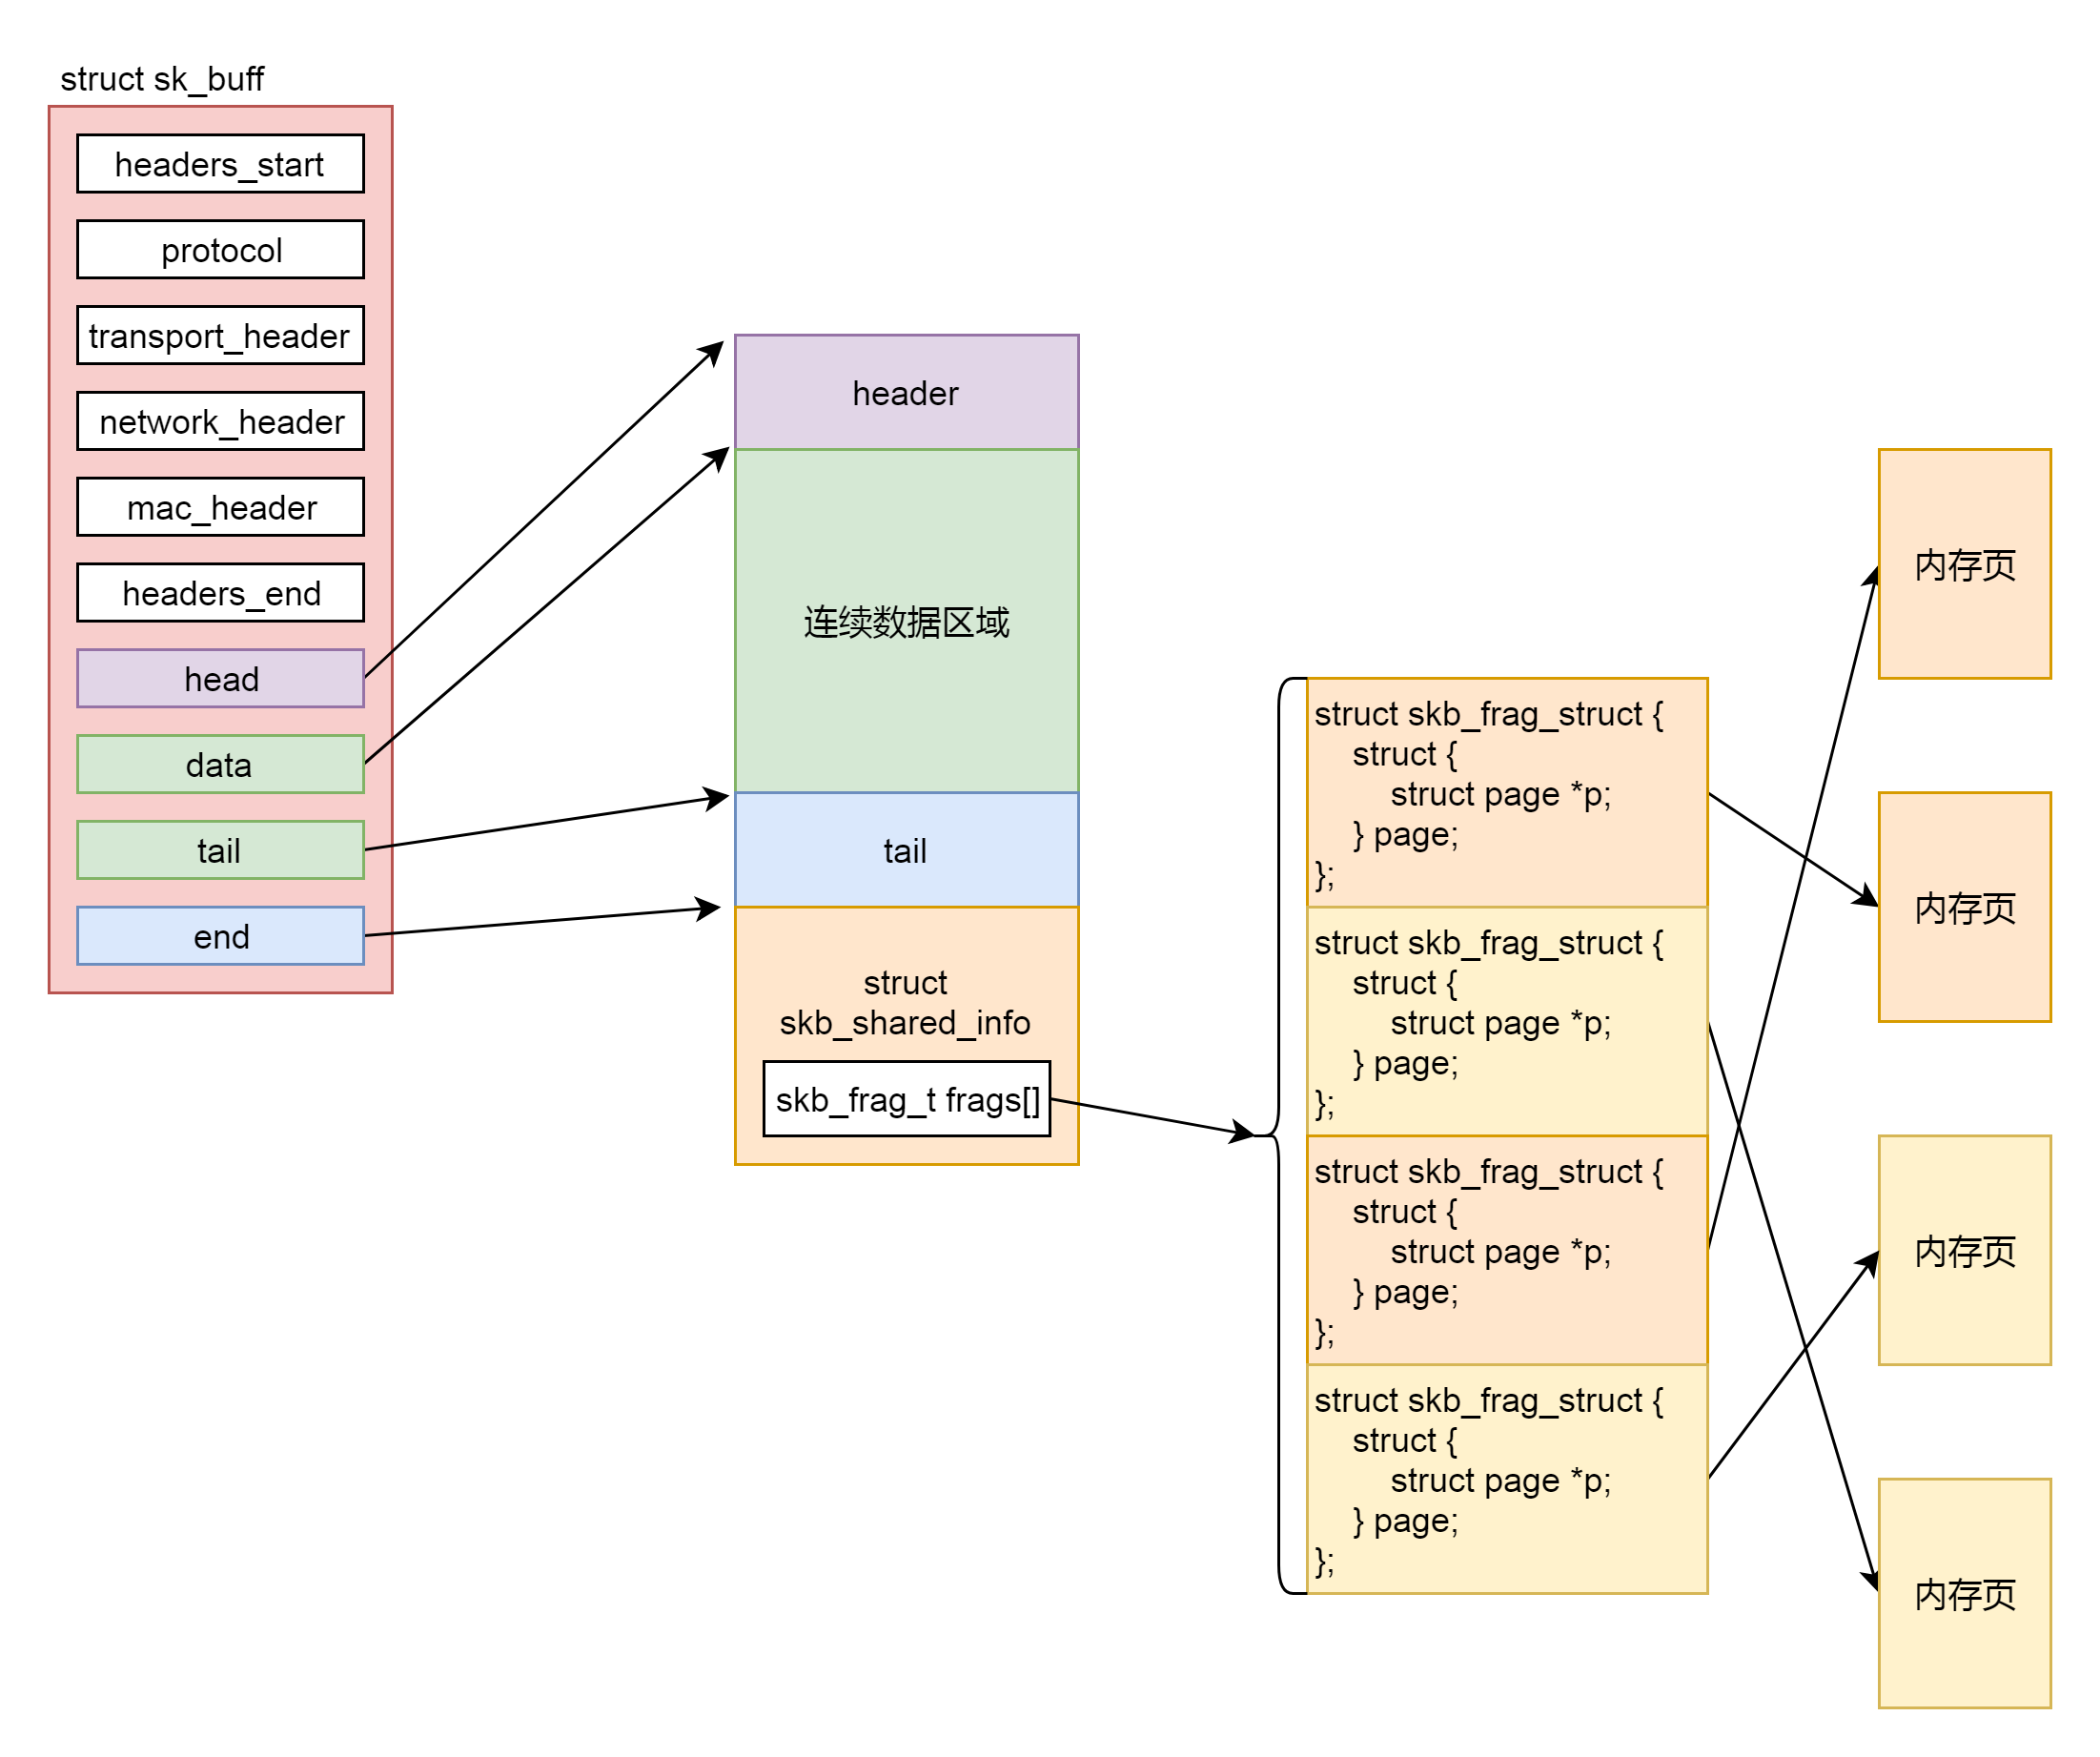 struct sk_buff
headers_start
protocol
transport_header
network_header
mac_header
headers_end
head
data
tail
end
header
连续数据区域
tail
struct
skb_shared_info
skb_frag_t frags[]
struct skb_frag_struct {
struct {
struct page *p;
} page;
};
struct skb_frag_struct {
struct {
struct page *p;
} page;
};
struct skb_frag_struct {
struct {
struct page *p;
} page;
};
struct skb_frag_struct {
struct {
struct page *p;
} page;
};
内存页
内存页
内存页
内存页